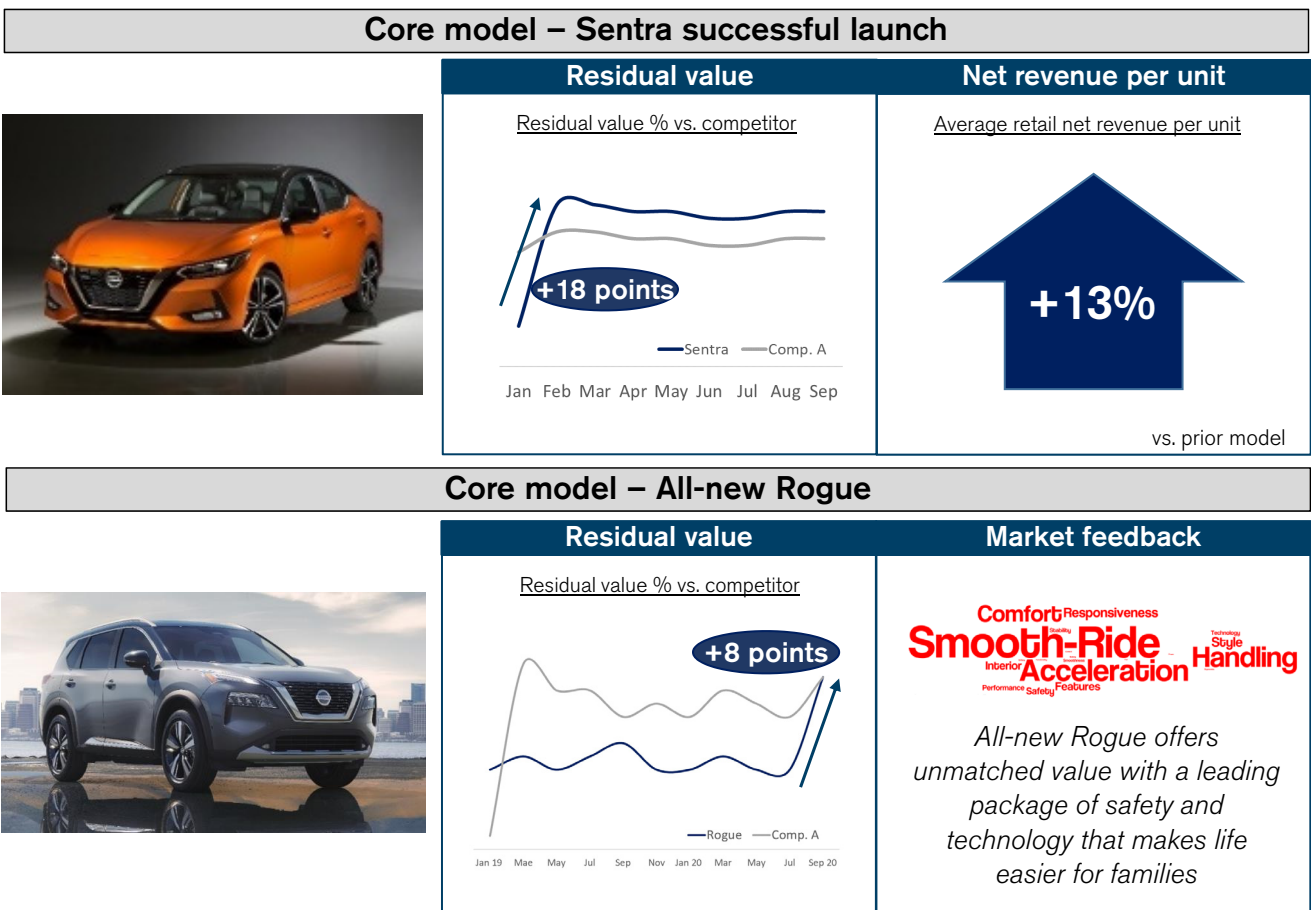 Core model – Sentra successful launch
Residual value
Net revenue per unit
Residual value % vs. competitor
Average retail net revenue per unit
+18 points
+13%
Sentra Comp. A
Jan Feb Mar Apr May Jun Jul Aug Sep
vs. prior model
Core model – All-new Rogue
Residual value
Market feedback
Residual value % vs. competitor
+8 points
Comfort Responsiveness
Stability
Smooth-Ride
Technology
Style
Handling
Interior
Acceleration
Performance Safety Features
Rogue Comp. A
Jan 19 Mae May Jul Sep Nov Jan 20 Mar May Jul Sep 20
All-new Rogue offers
unmatched value with a leading
package of safety and
technology that makes life
easier for families